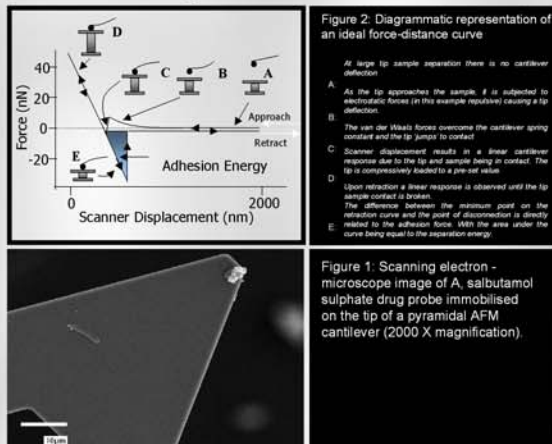 D
40
20
0
-20
Force (nN)
C
B
A
Approach
Retract
E
Adhesion Energy
0
2000
Scanner Displacement (nm)
Figure 2: Diagrammatic representation of
an ideal force-distance curve
At large tip sample separation there is no cantilever
deflection
A.
As the tip approaches the sample, it is subjected to
electrostatic forces (in this example repulsive) causing a tip
deflection.
B.
The van der Waals forces overcome the cantilever spring
constant and the tip 'jumps' to contact
C
Scanner displacement results in a linear cantilever
response due to the tip and sample being in contact. The
tip is compressively loaded to a pre-set value.
D
Upon retraction a linear response is observed until the tip
sample contact is broken.
The difference between the minimum point on the
retraction curve and the point of disconnection is directly
related to the adhesion force. With the area under the
E.
curve being equal to the separation energy.
10µm
Figure 1: Scanning electron -
microscope image of A, salbutamol
sulphate drug probe immobilised
on the tip of a pyramidal AFM
cantilever (2000 X magnification).